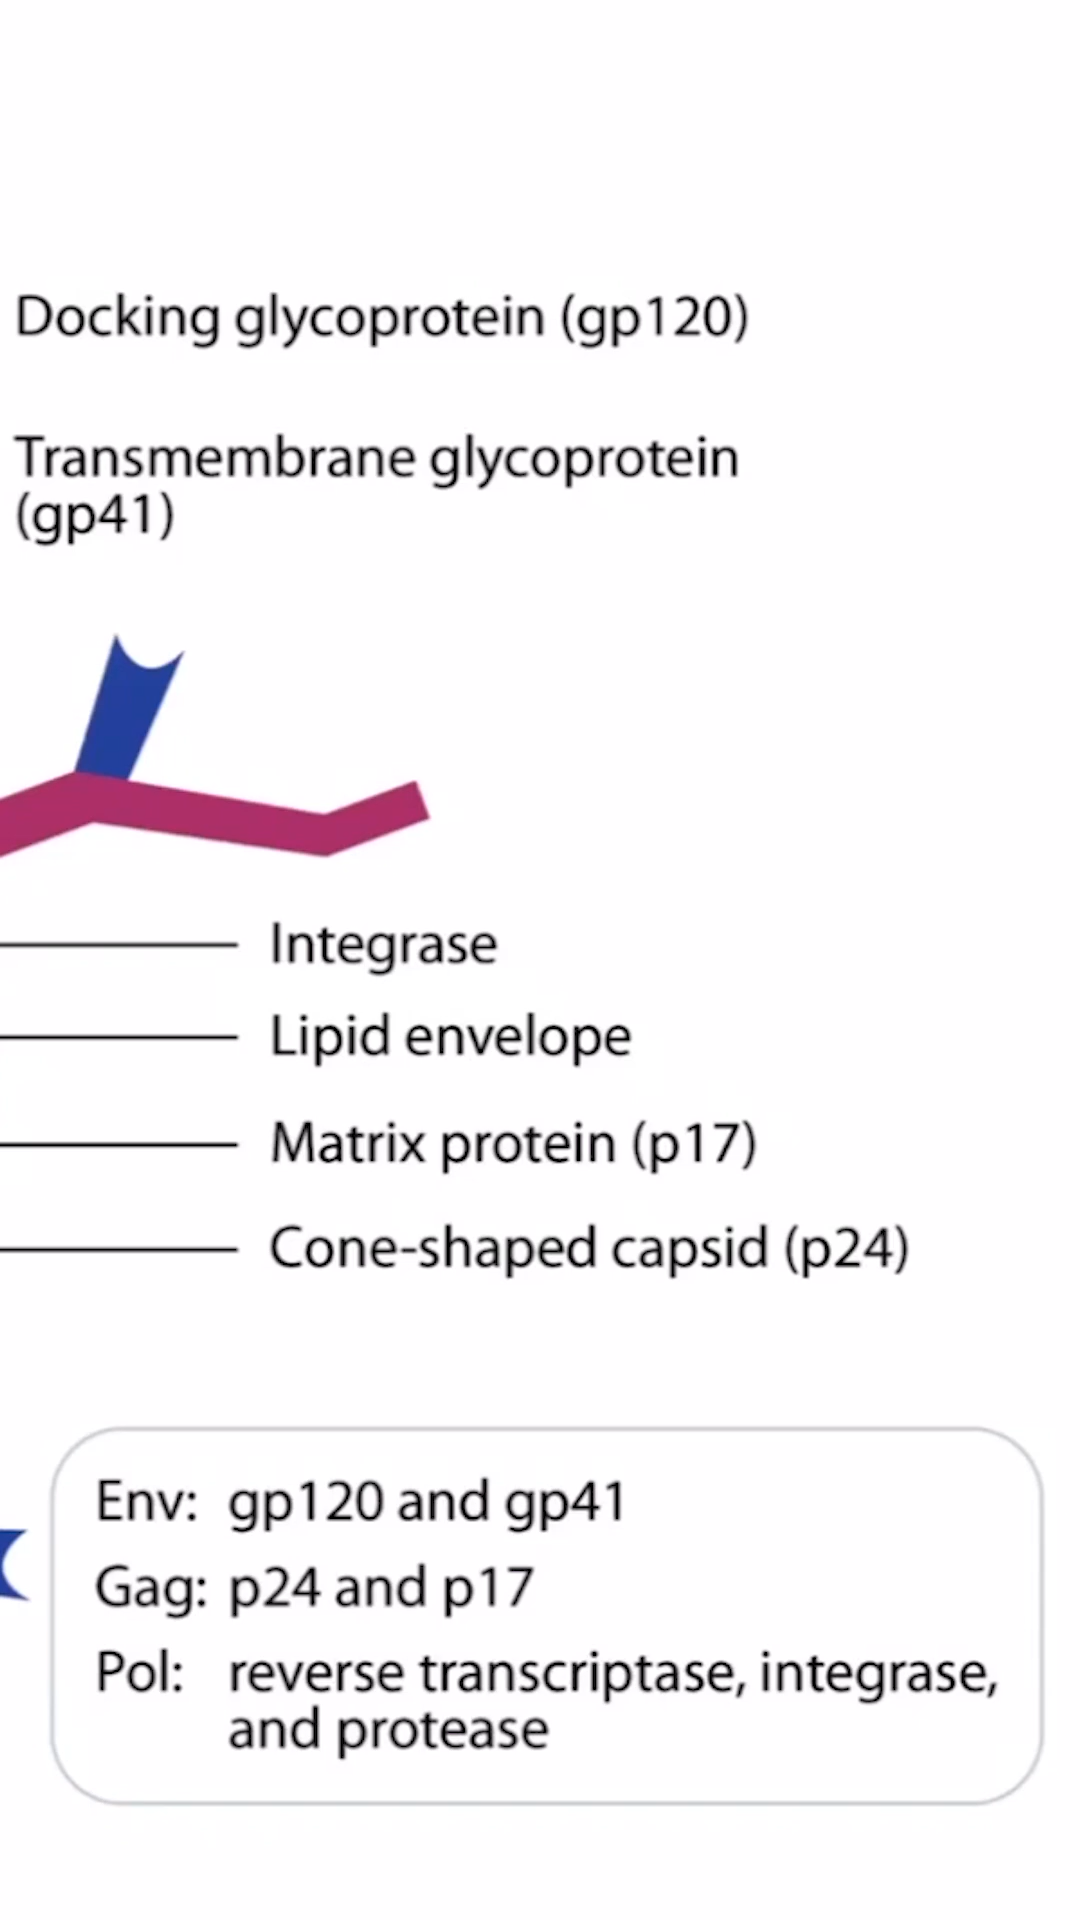 Docking glycoprotein (gp120)
Transmembrane glycoprotein
(gp41)
Integrase
Lipid envelope
Matrix protein (p17)
Cone-shaped capsid (p24)
Env: gp120 and gp41
Gag: p24 and p17
Pol: reverse transcriptase, integrase,
and protease